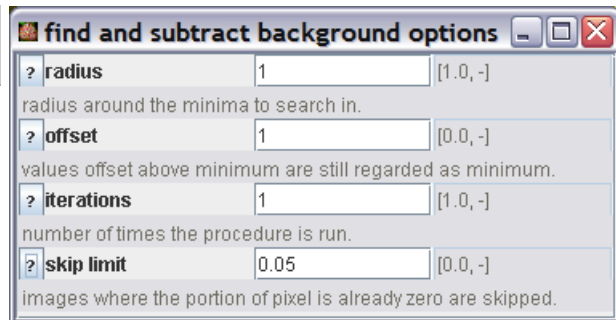 find and subtract background options
? radius 1 [1.0, -]
radius around the minima to search in.
? offset 1 [0.0, -]
values offset above minimum are still regarded as minimum.
? iterations 1 [1.0, -]
number of times the procedure is run.
? skip limit 0.05 [0.0, -]
images where the portion of pixel is already zero are skipped.